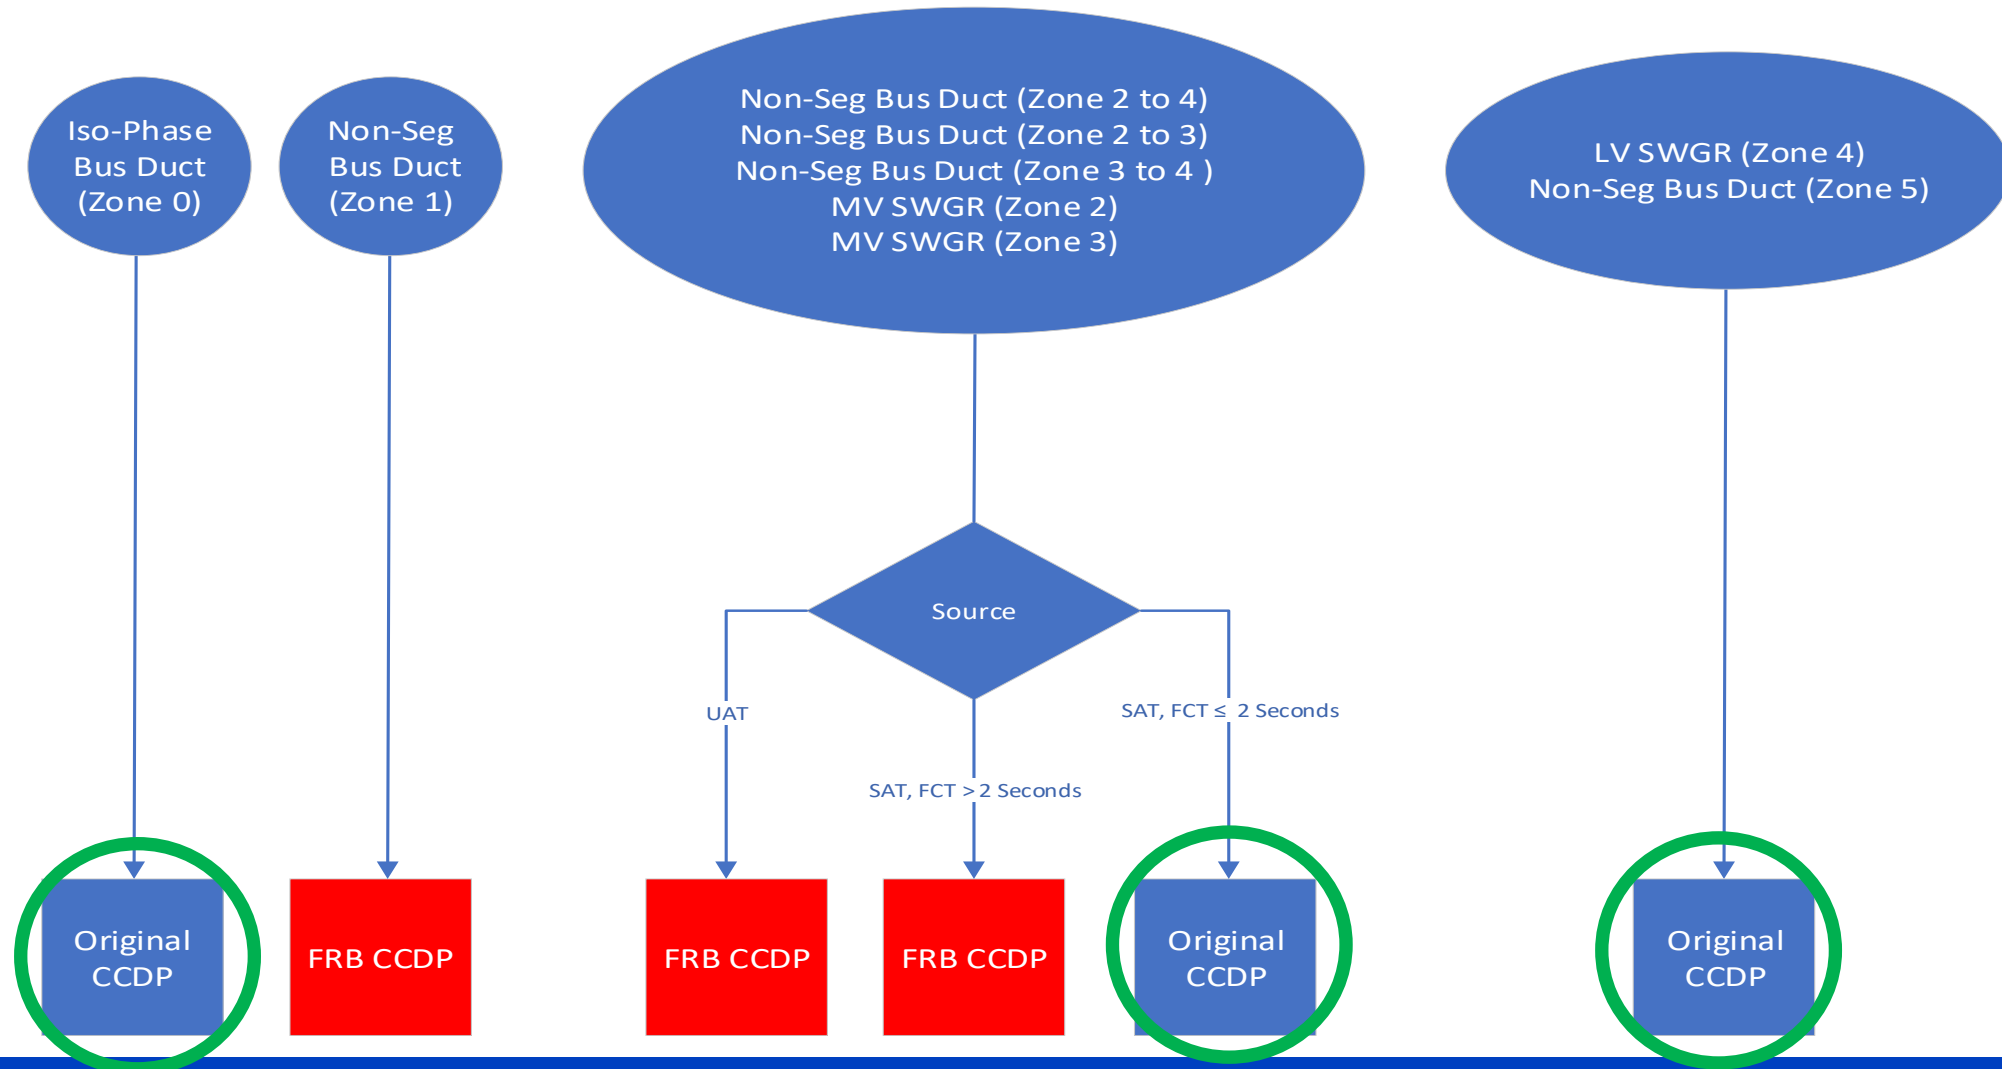 Iso-Phase
Bus Duct
(Zone 0)
Non-Seg
Bus Duct
(Zone 1)
Non-Seg Bus Duct (Zone 2 to 4)
Non-Seg Bus Duct (Zone 2 to 3)
Non-Seg Bus Duct (Zone 3 to 4 )
MV SWGR (Zone 2)
MV SWGR (Zone 3)
LV SWGR (Zone 4)
Non-Seg Bus Duct (Zone 5)
Source
UAT
SAT, FCT > 2 Seconds
SAT, FCT ≤ 2 Seconds
Original
CCDP
FRB CCDP
FRB CCDP
FRB CCDP
Original
CCDP
Original
CCDP